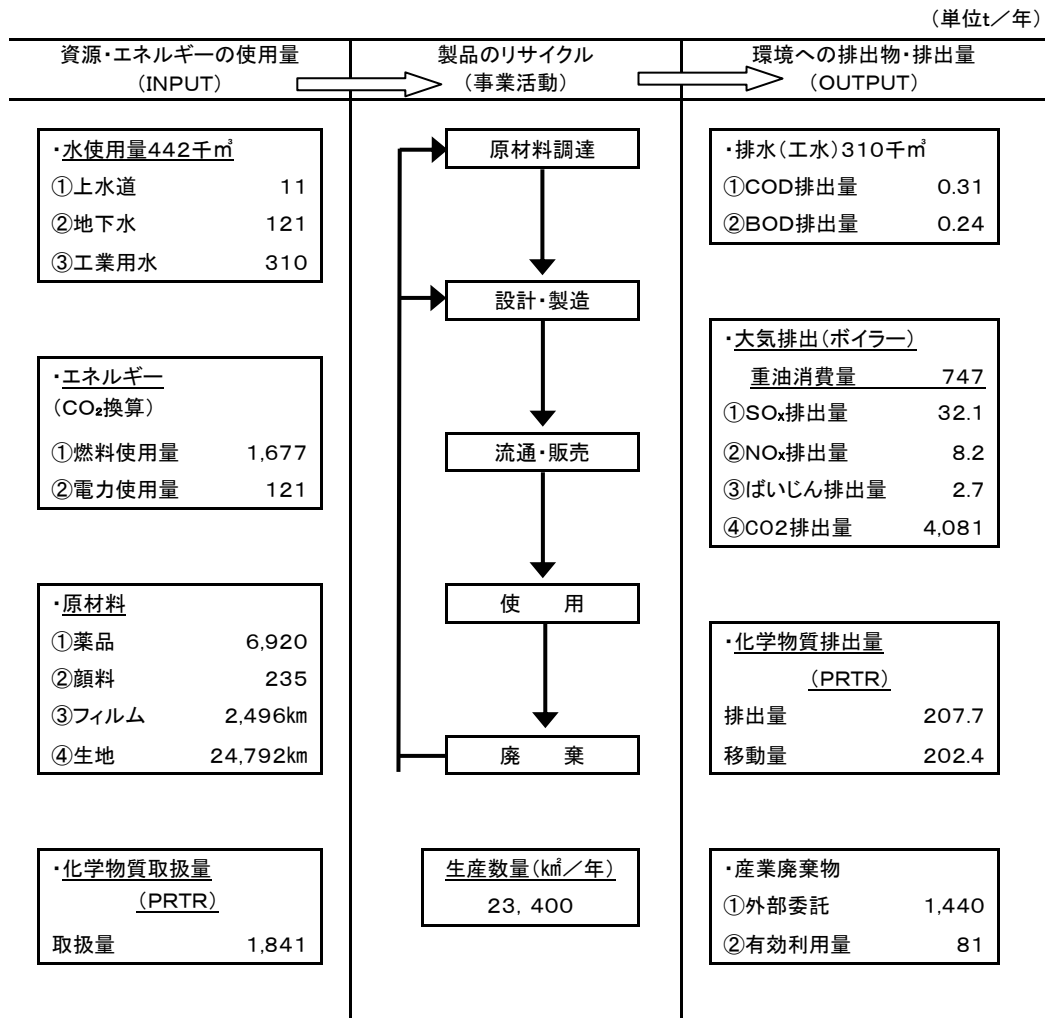 (単位t/年)
資源・エネルギーの使用量
(INPUT)
製品のリサイクル
(事業活動)
環境への排出物・排出量
(OUTPUT)
・水使用量442千㎥
①上水道 11
②地下水 121
③工業用水 310
・エネルギー
(CO₂換算)
①燃料使用量 1,677
②電力使用量 121
・原材料
①薬品 6,920
②顔料 235
③フィルム 2,496㎞
④生地 24,792㎞
・化学物質取扱量
(PRTR)
取扱量 1,841
原材料調達
設計・製造
流通・販売
使 用
廃 棄
生産数量(k㎡/年)
23,400
・排水(工水)310千㎥
①COD排出量 0.31
②BOD排出量 0.24
・大気排出(ボイラー)
重油消費量 747
①SOx排出量 32.1
②NOx排出量 8.2
③ばいじん排出量 2.7
④CO2排出量 4,081
・化学物質排出量
(PRTR)
排出量 207.7
移動量 202.4
・産業廃棄物
①外部委託 1,440
②有効利用量 81